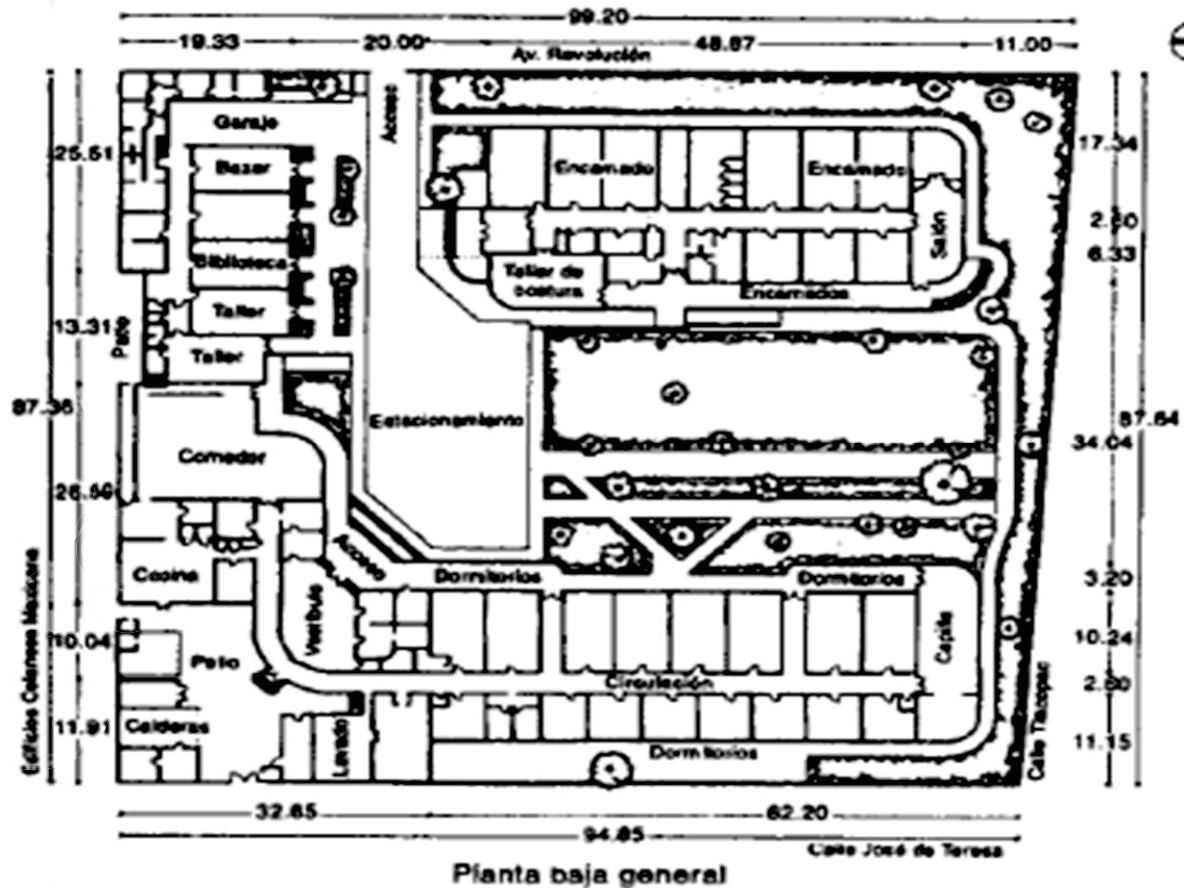 99.20
19.33
20.00
48.87
11.00
Av. Revolución
Acceso
Garaje
25.51
Bazar
Encamado
Encamado
17.34
2.80
6.33
Salón
Biblioteca
Taller de
costura
Encamados
Taller
13.31
Patio
Taller
87.36
87.64
Estacionamiento
34.04
Comedor
26.59
Acceso
Cocina
Dormitorios
Dormitorios
3.20
Vestíbulo
Capilla
10.04
10.24
Patio
Circulación
2.80
Edificios Celanese Mexicana
Calle Tlacopac
11.91
Calderas
Lavado
Dormitorios
11.15
32.65
62.20
94.85
Calle José de Teresa
Planta baja general